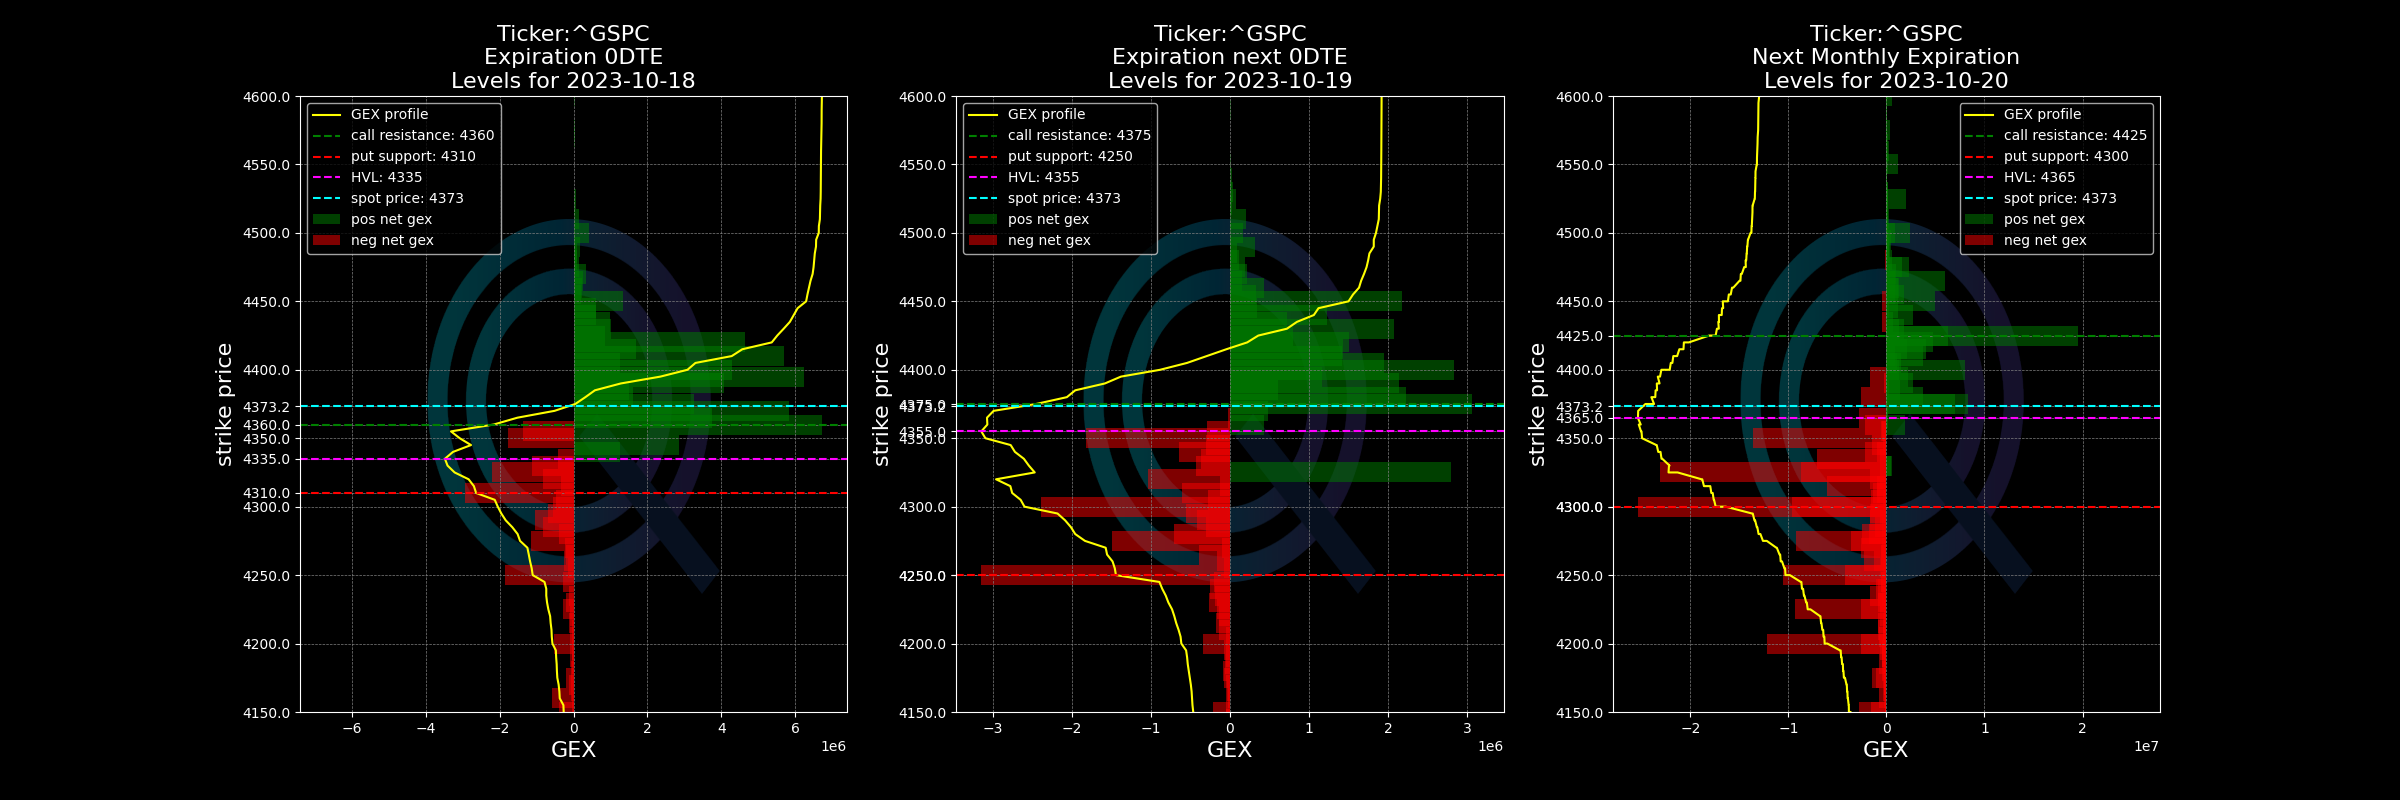 Ticker:^GSPC
Expiration 0DTE
Levels for 2023-10-18
GEX profile
call resistance: 4360
put support: 4310
HVL: 4335
spot price: 4373
pos net gex
neg net gex
4600.0
4550.0
4500.0
4450.0
4400.0
4373.2
4360.0
4350.0
4335.0
4310.0
4300.0
4250.0
4200.0
4150.0
strike price
−6 −4 −2 0 2 4 6
1e6
GEX
Ticker:^GSPC
Expiration next 0DTE
Levels for 2023-10-19
GEX profile
call resistance: 4375
put support: 4250
HVL: 4355
spot price: 4373
pos net gex
neg net gex
4600.0
4550.0
4500.0
4450.0
4400.0
4375.0
4373.2
4355.0
4350.0
4300.0
4250.0
4200.0
4150.0
strike price
−3 −2 −1 0 1 2 3
1e6
GEX
Ticker:^GSPC
Next Monthly Expiration
Levels for 2023-10-20
GEX profile
call resistance: 4425
put support: 4300
HVL: 4365
spot price: 4373
pos net gex
neg net gex
4600.0
4550.0
4500.0
4450.0
4425.0
4400.0
4373.2
4365.0
4350.0
4300.0
4250.0
4200.0
4150.0
strike price
−2 −1 0 1 2
1e7
GEX